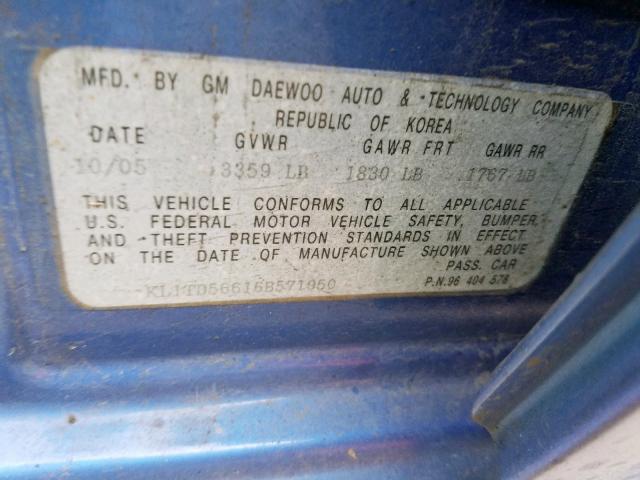 MFD. BY GM DAEWOO AUTO & TECHNOLOGY COMPANY
REPUBLIC OF KOREA
DATE GVWR GAWR FRT GAWR RR
10/05 3359 LB 1830 LB 1767 LB
THIS VEHICLE CONFORMS TO ALL APPLICABLE
U.S. FEDERAL MOTOR VEHICLE SAFETY, BUMPER,
AND THEFT PREVENTION STANDARDS IN EFFECT
ON THE DATE OF MANUFACTURE SHOWN ABOVE
PASS. CAR
KL1TD56616B571050
P.N.96 404 578